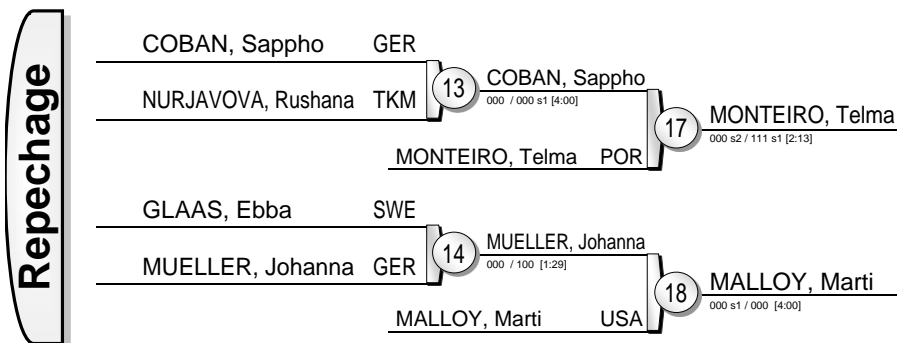 Repechage
COBAN, Sappho GER
NURJAVOVA, Rushana TKM
13
COBAN, Sappho
000 / 000 s1 [4:00]
MONTEIRO, Telma POR
17
MONTEIRO, Telma
000 s2 / 111 s1 [2:13]
GLAAS, Ebba SWE
MUELLER, Johanna GER
14
MUELLER, Johanna
000 / 100 [1:29]
MALLOY, Marti USA
18
MALLOY, Marti
000 s1 / 000 [4:00]